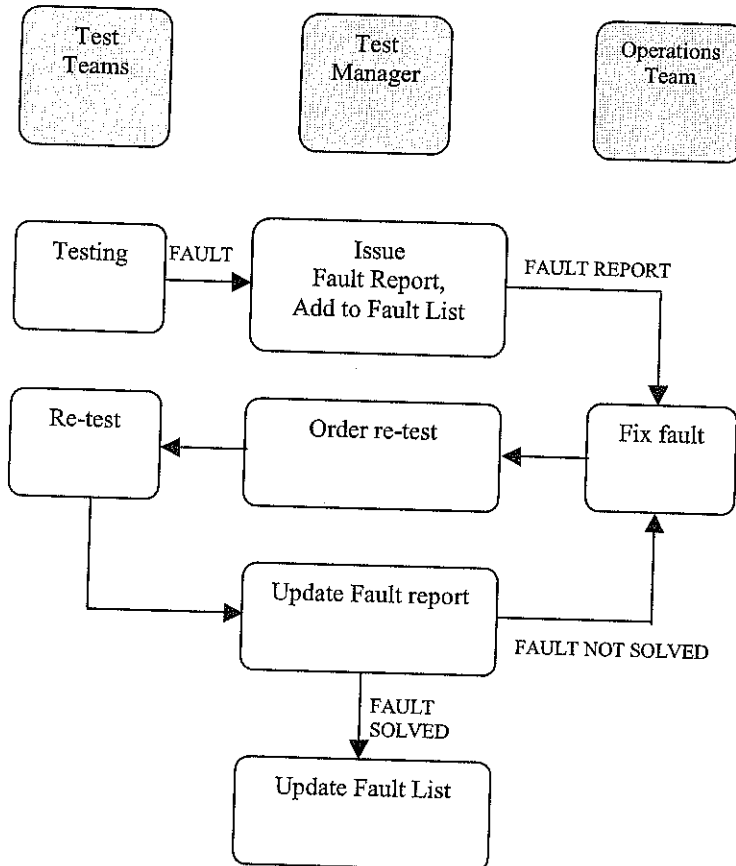 Test
Teams
Test
Manager
Operations
Team
Testing
FAULT
Issue
Fault Report,
Add to Fault List
FAULT REPORT
Re-test
Order re-test
Fix fault
Update Fault report
FAULT NOT SOLVED
FAULT
SOLVED
Update Fault List